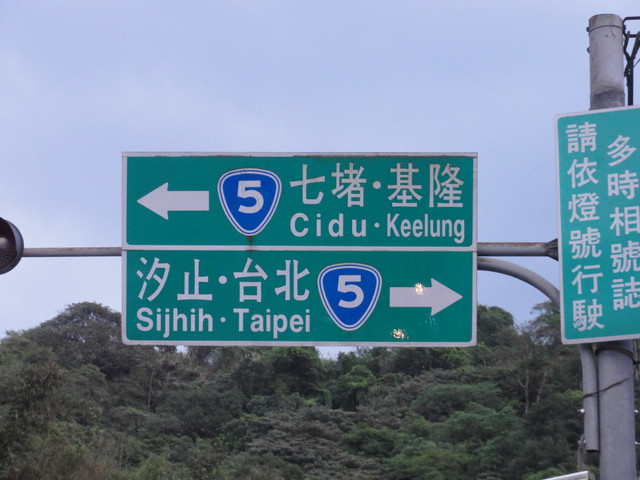 5 七堵·基隆
Cidu · Keelung
汐止·台北 5
Sijhih · Taipei
多時相號誌
請依燈號行駛